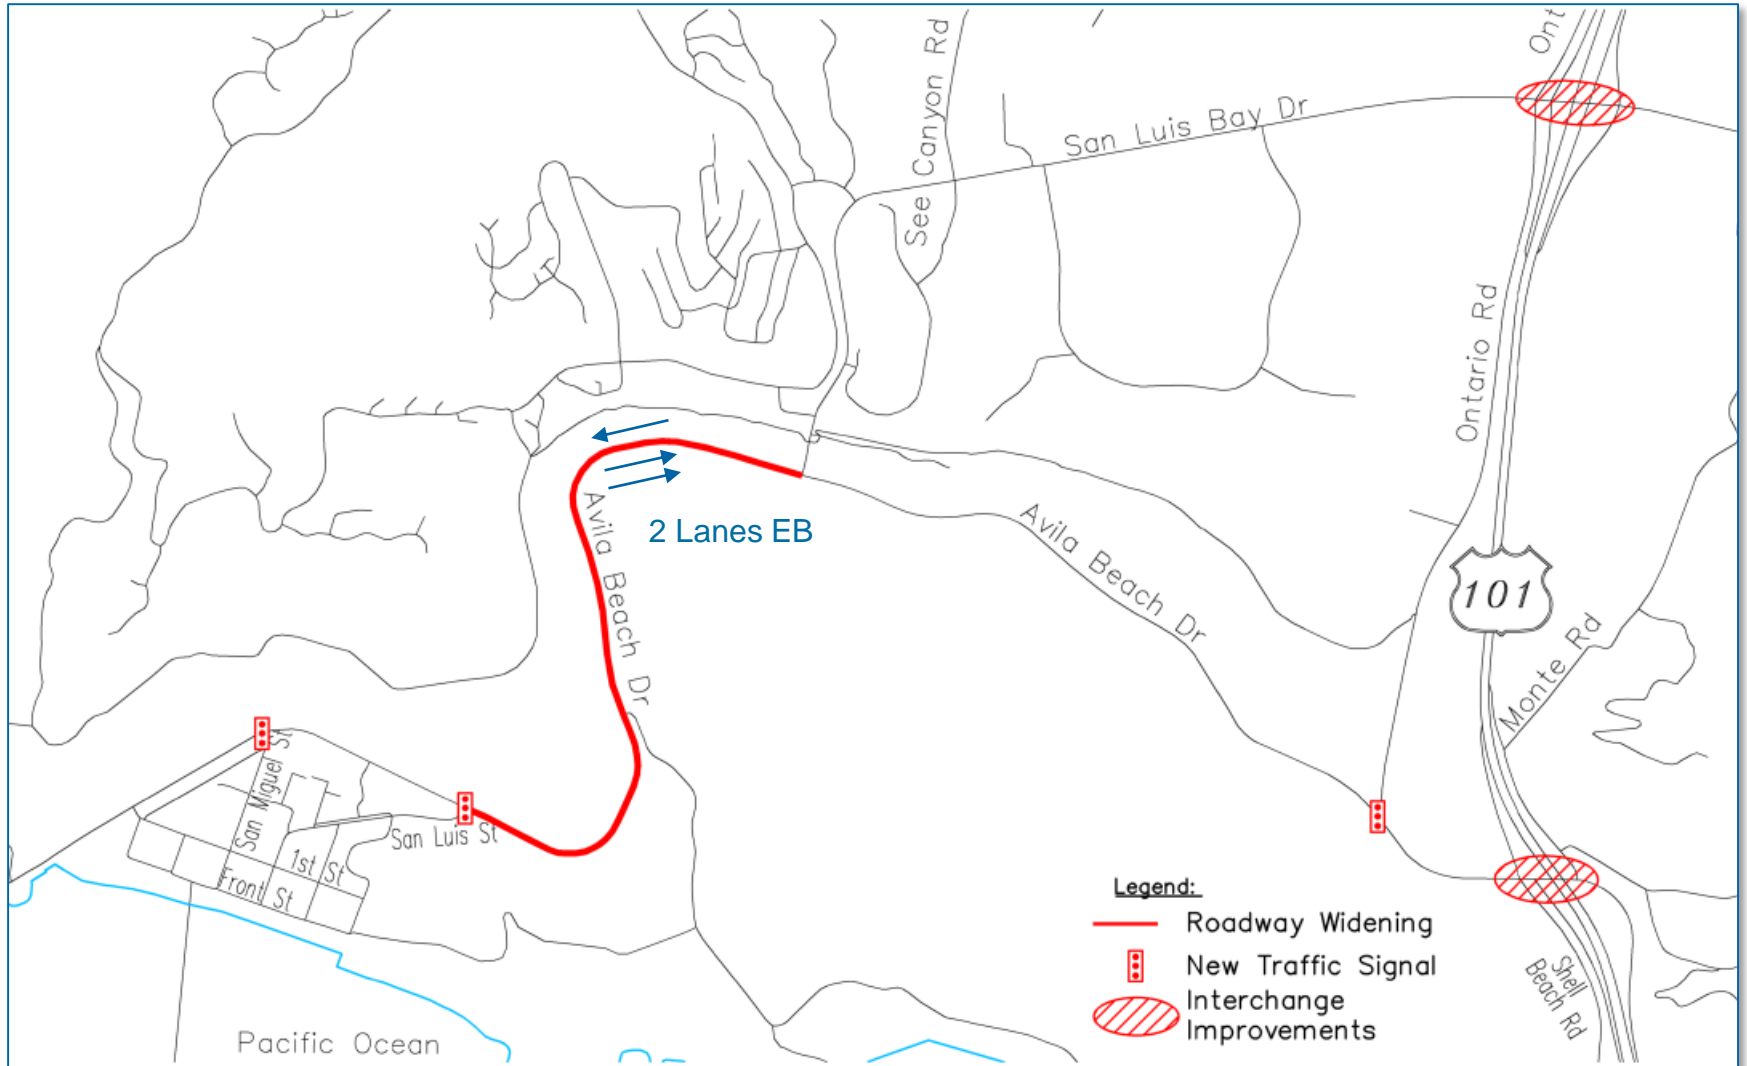 Ont
See Canyon Rd
San Luis Bay Dr
Ontario Rd
2 Lanes EB
Avila Beach Dr
Avila Beach Dr
101
Monte Rd
San Miguel St
San Luis St
1st St
Front St
Shell
Beach Rd
Pacific Ocean
Legend:
Roadway Widening
New Traffic Signal
Interchange
Improvements